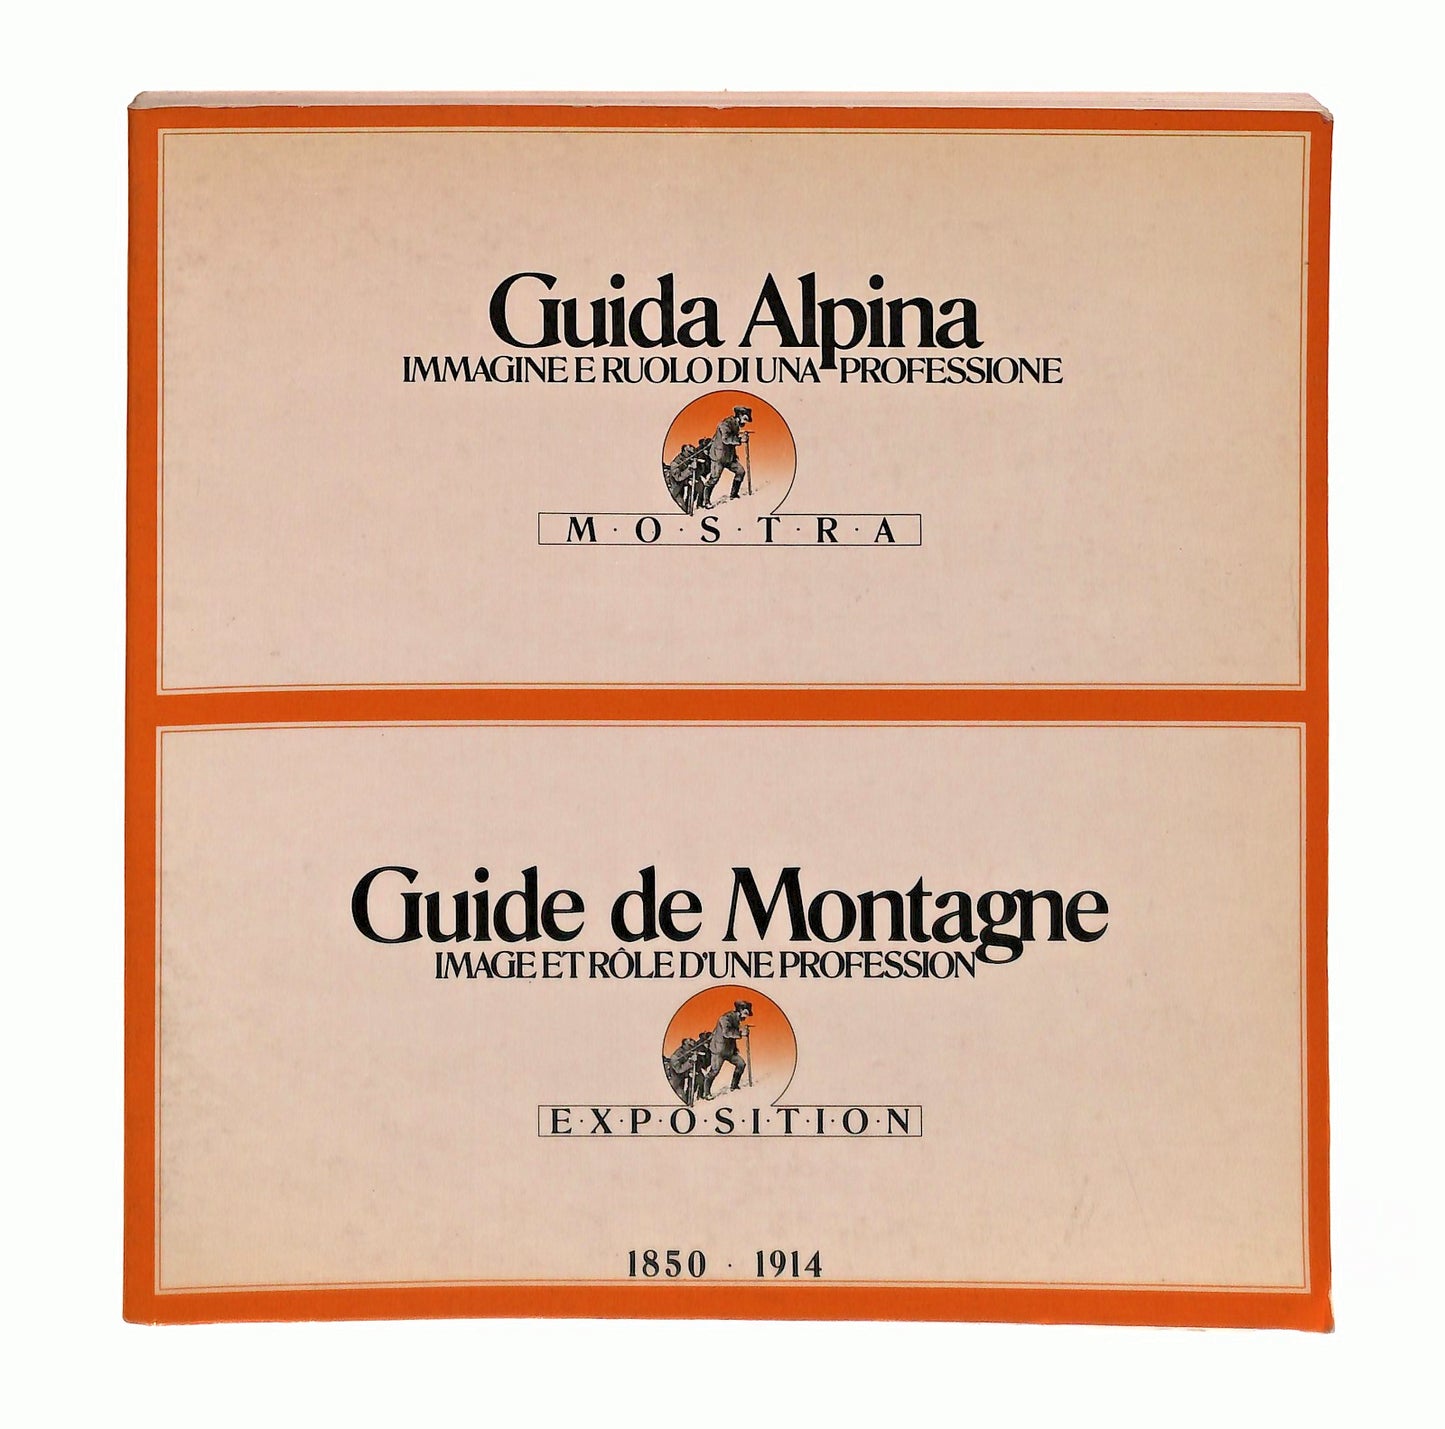 Guida Alpina
IMMAGINE E RUOLO DI UNA PROFESSIONE
M·O·S·T·R·A
Guide de Montagne
IMAGE ET RÔLE D'UNE PROFESSION
E·X·P·O·S·I·T·I·O·N
1850 · 1914